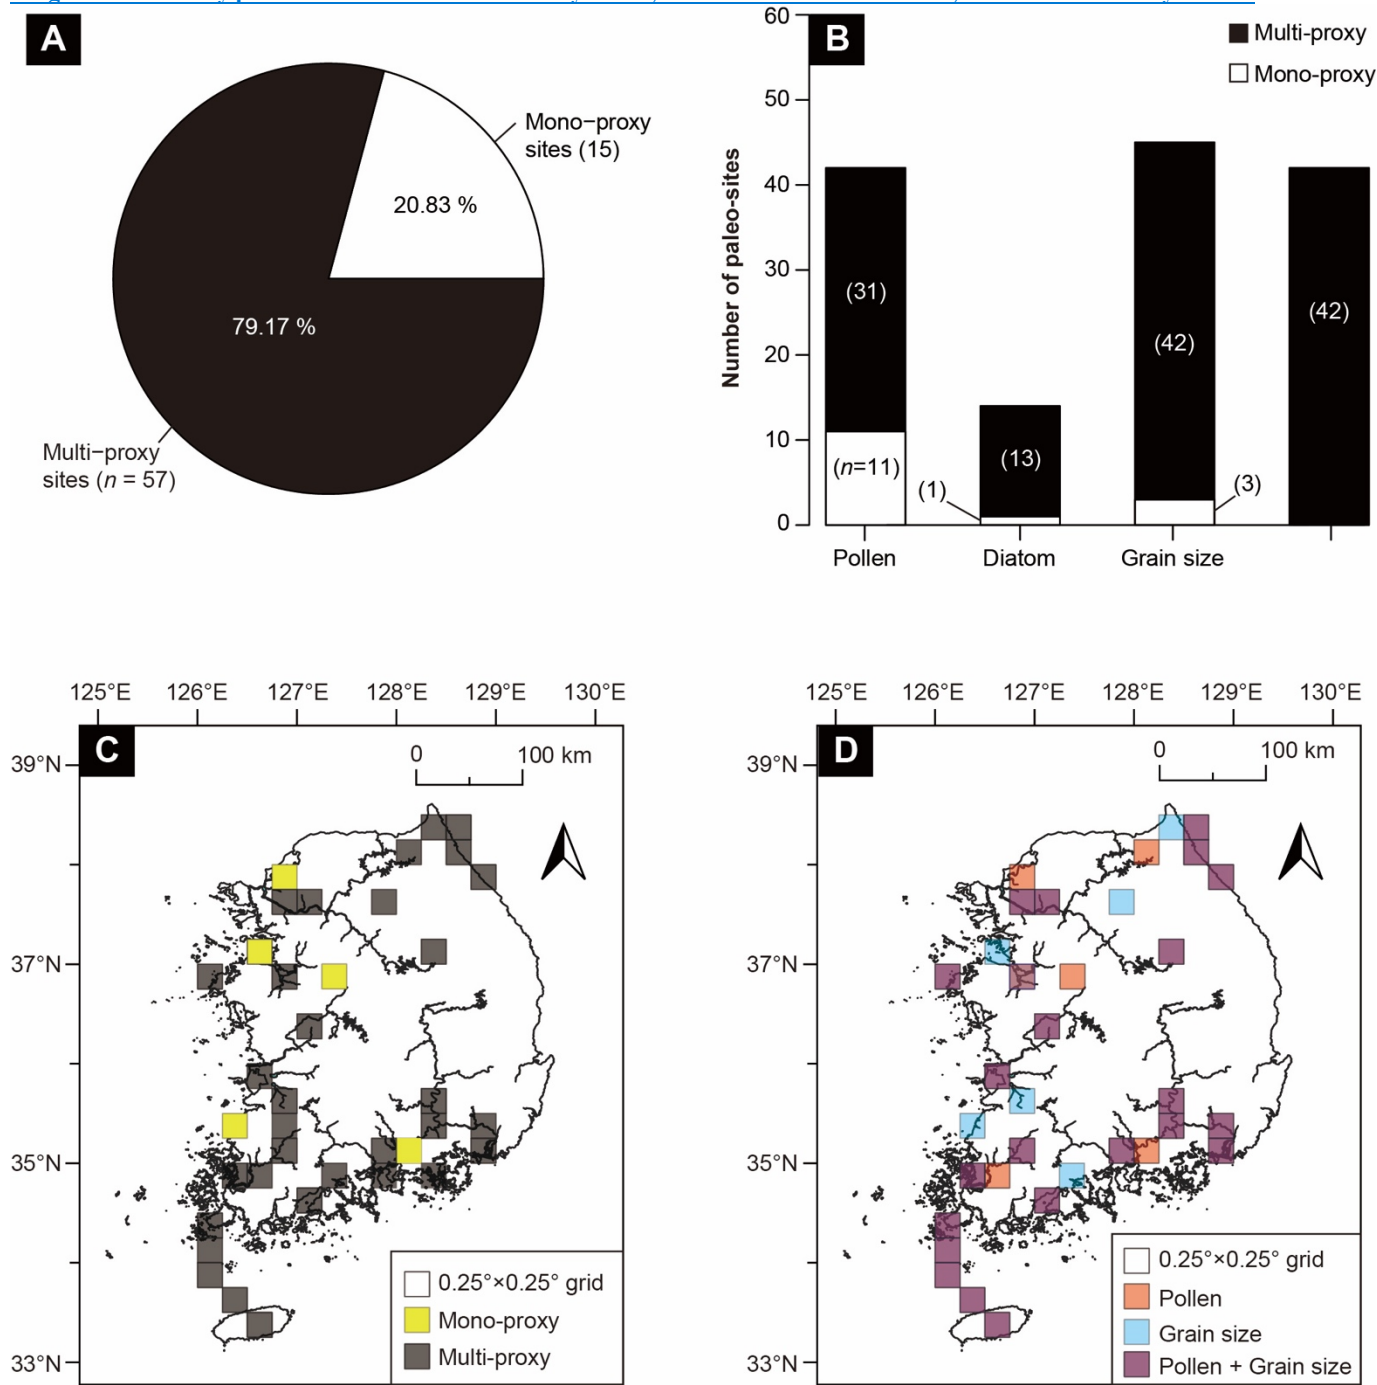 A
Mono−proxy
sites (15)
20.83 %
79.17 %
Multi−proxy
sites (n = 57)
B
Multi-proxy
Mono-proxy
Number of paleo-sites
60
50
40
30
20
10
0
(31)
(n=11)
(1)
(13)
(42)
(3)
(42)
Pollen
Diatom
Grain size
125°E 126°E 127°E 128°E 129°E 130°E
C
0 100 km
39°N
37°N
35°N
33°N
0.25°×0.25° grid
Mono-proxy
Multi-proxy
125°E 126°E 127°E 128°E 129°E 130°E
D
0 100 km
39°N
37°N
35°N
33°N
0.25°×0.25° grid
Pollen
Grain size
Pollen + Grain size